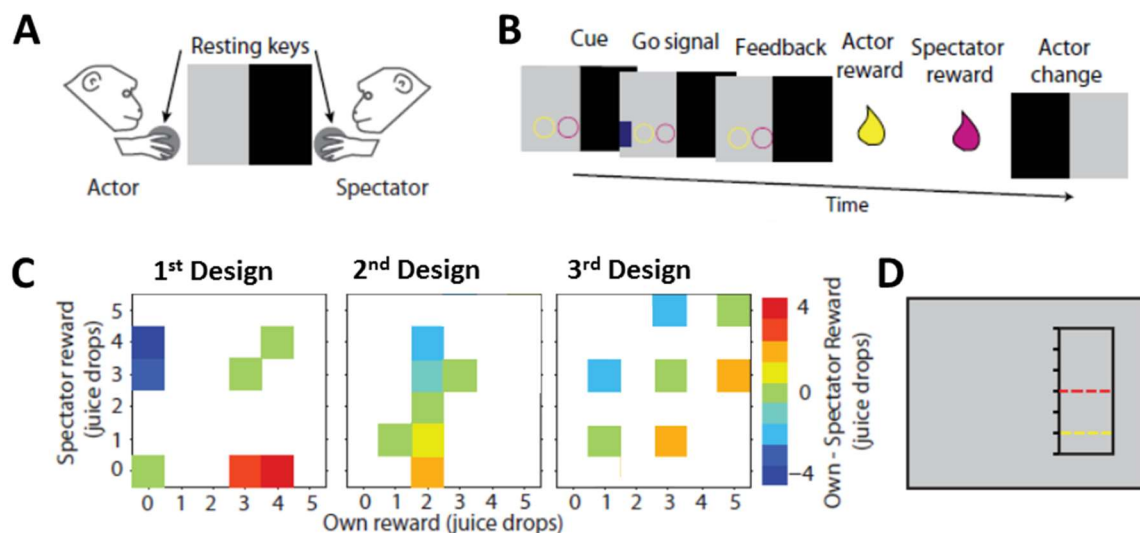 A
Resting keys
Actor
Spectator
B
Cue
Go signal
Feedback
Actor
reward
Spectator
reward
Actor
change
Time
C
1st Design
2nd Design
3rd Design
Spectator reward
(juice drops)
5
4
3
2
1
0
0 1 2 3 4 5
0 1 2 3 4 5
0 1 2 3 4 5
Own reward (juice drops)
4
0
−4
Own - Spectator Reward
(juice drops)
D